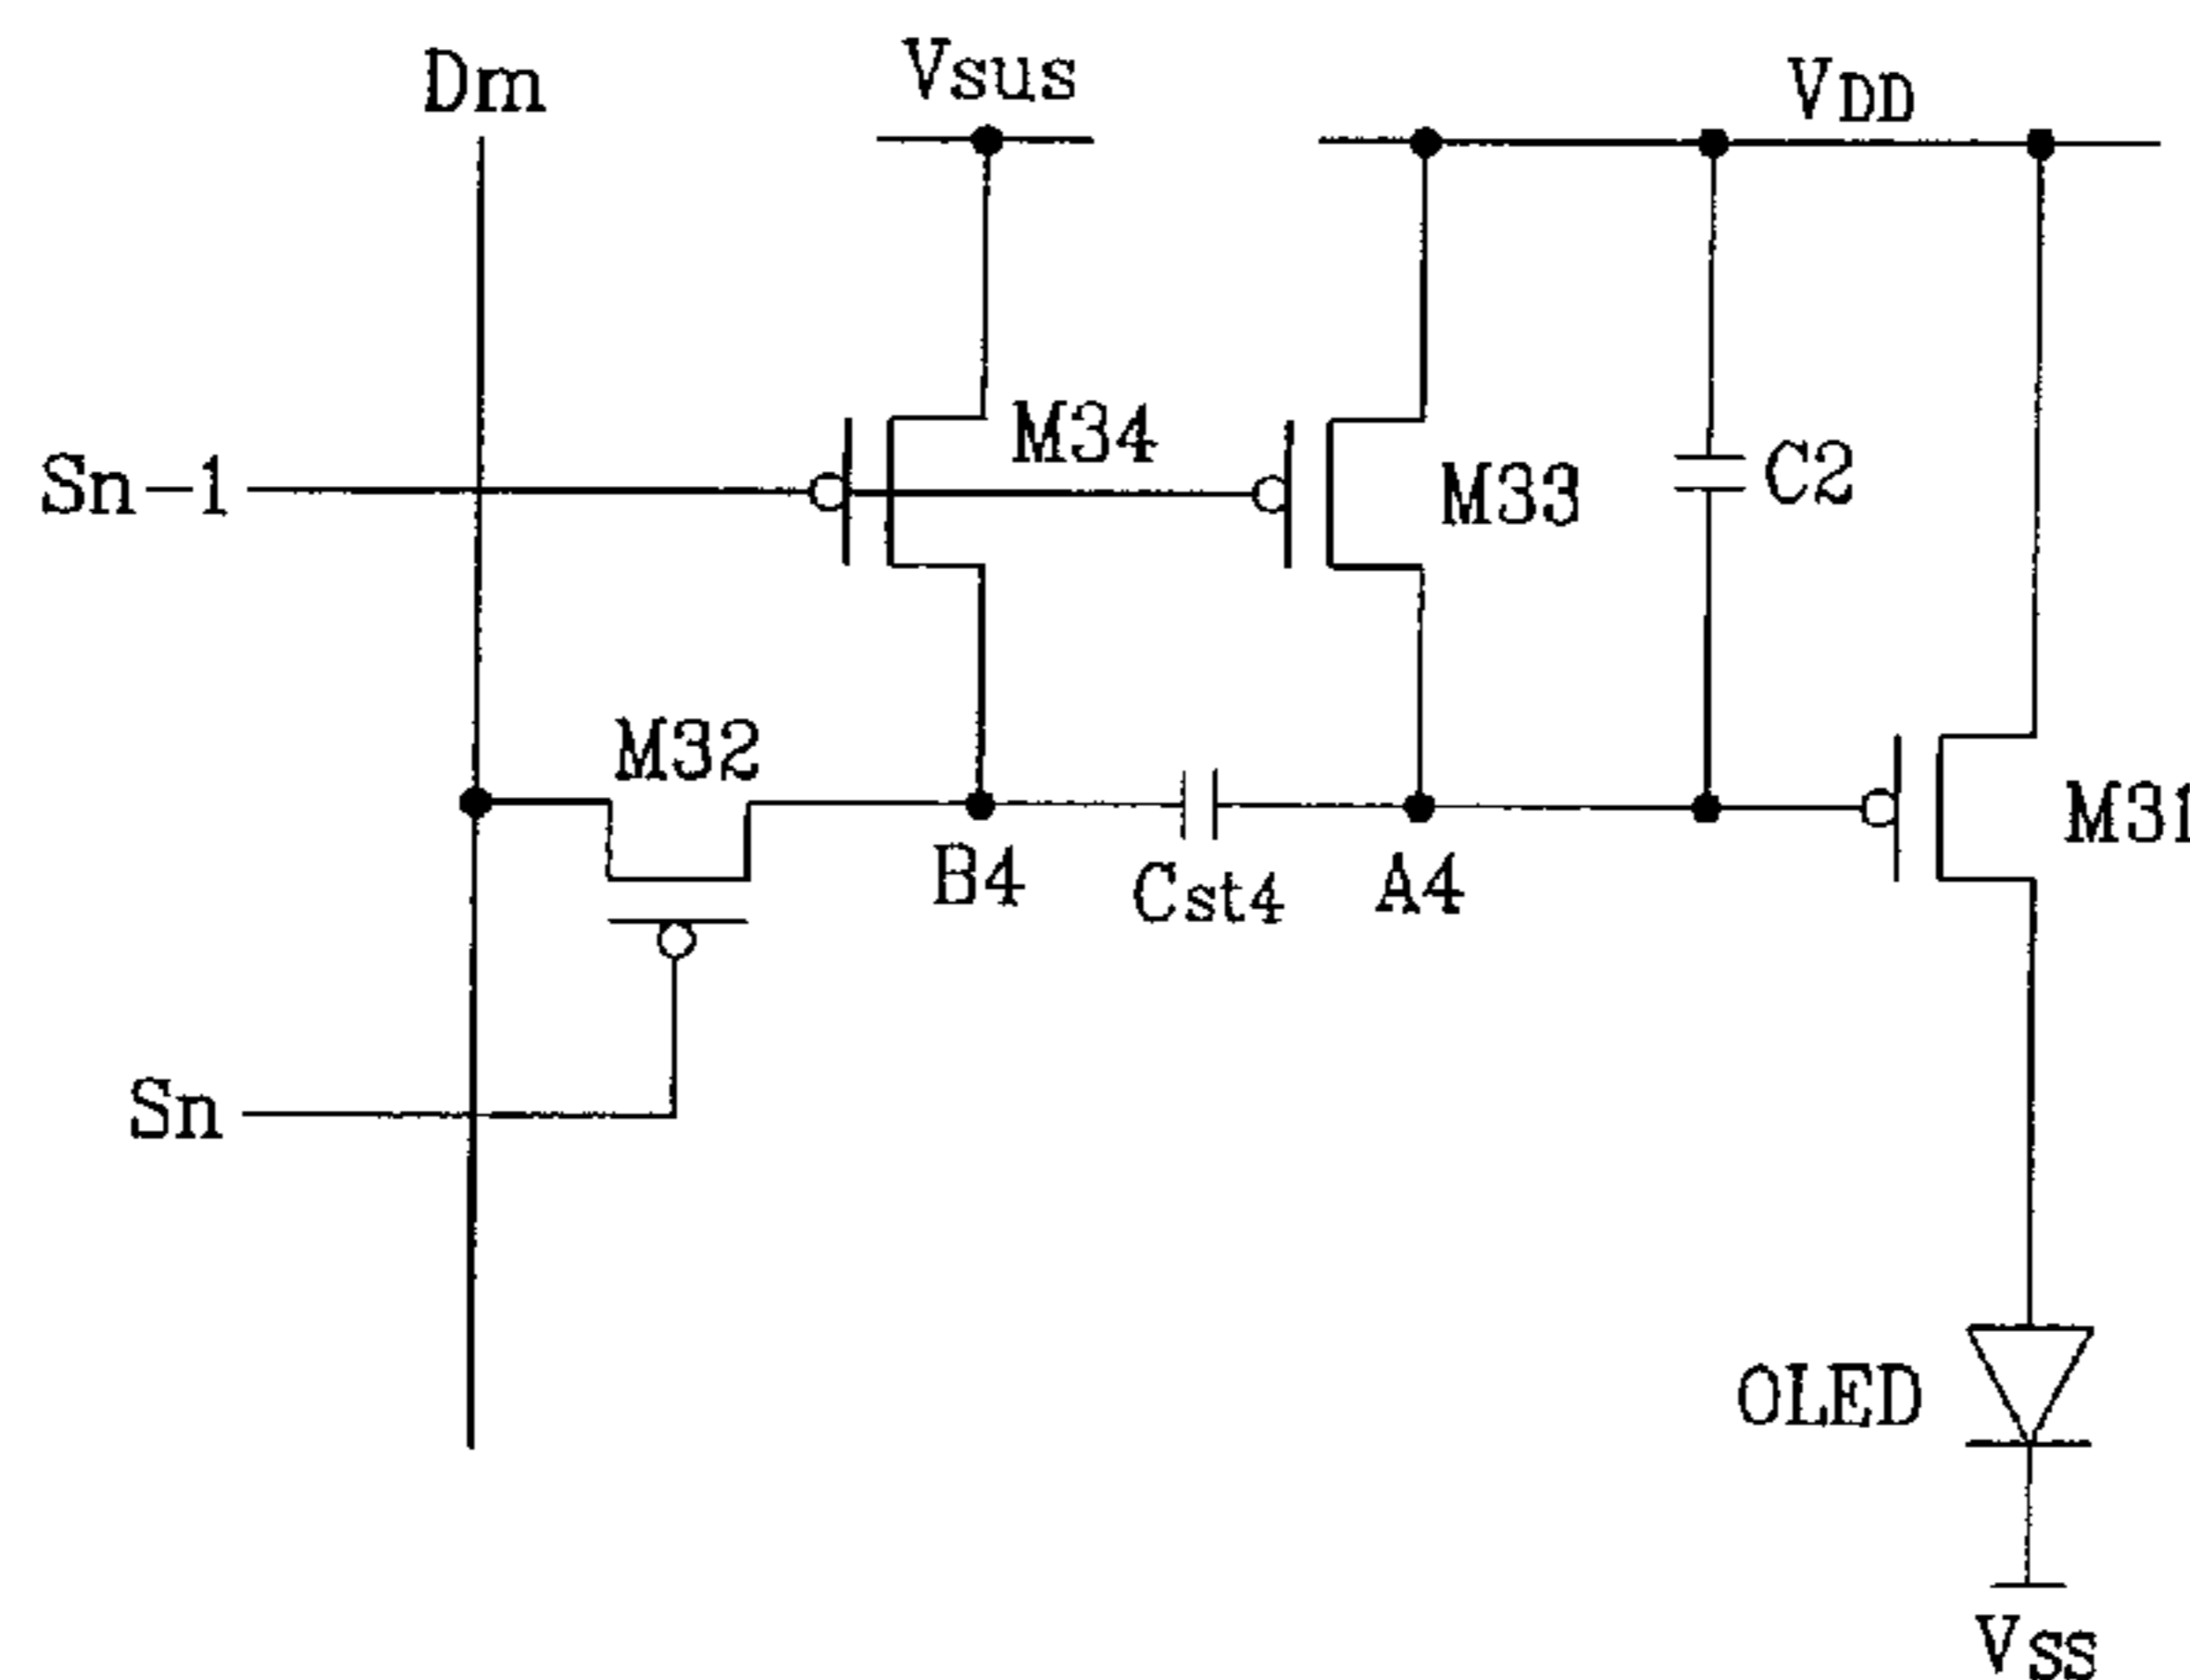 Dm
Vsus
VDD
M34
Sn-1
M33
C2
M32
M31
B4
Cst4
A4
Sn
OLED
VSS